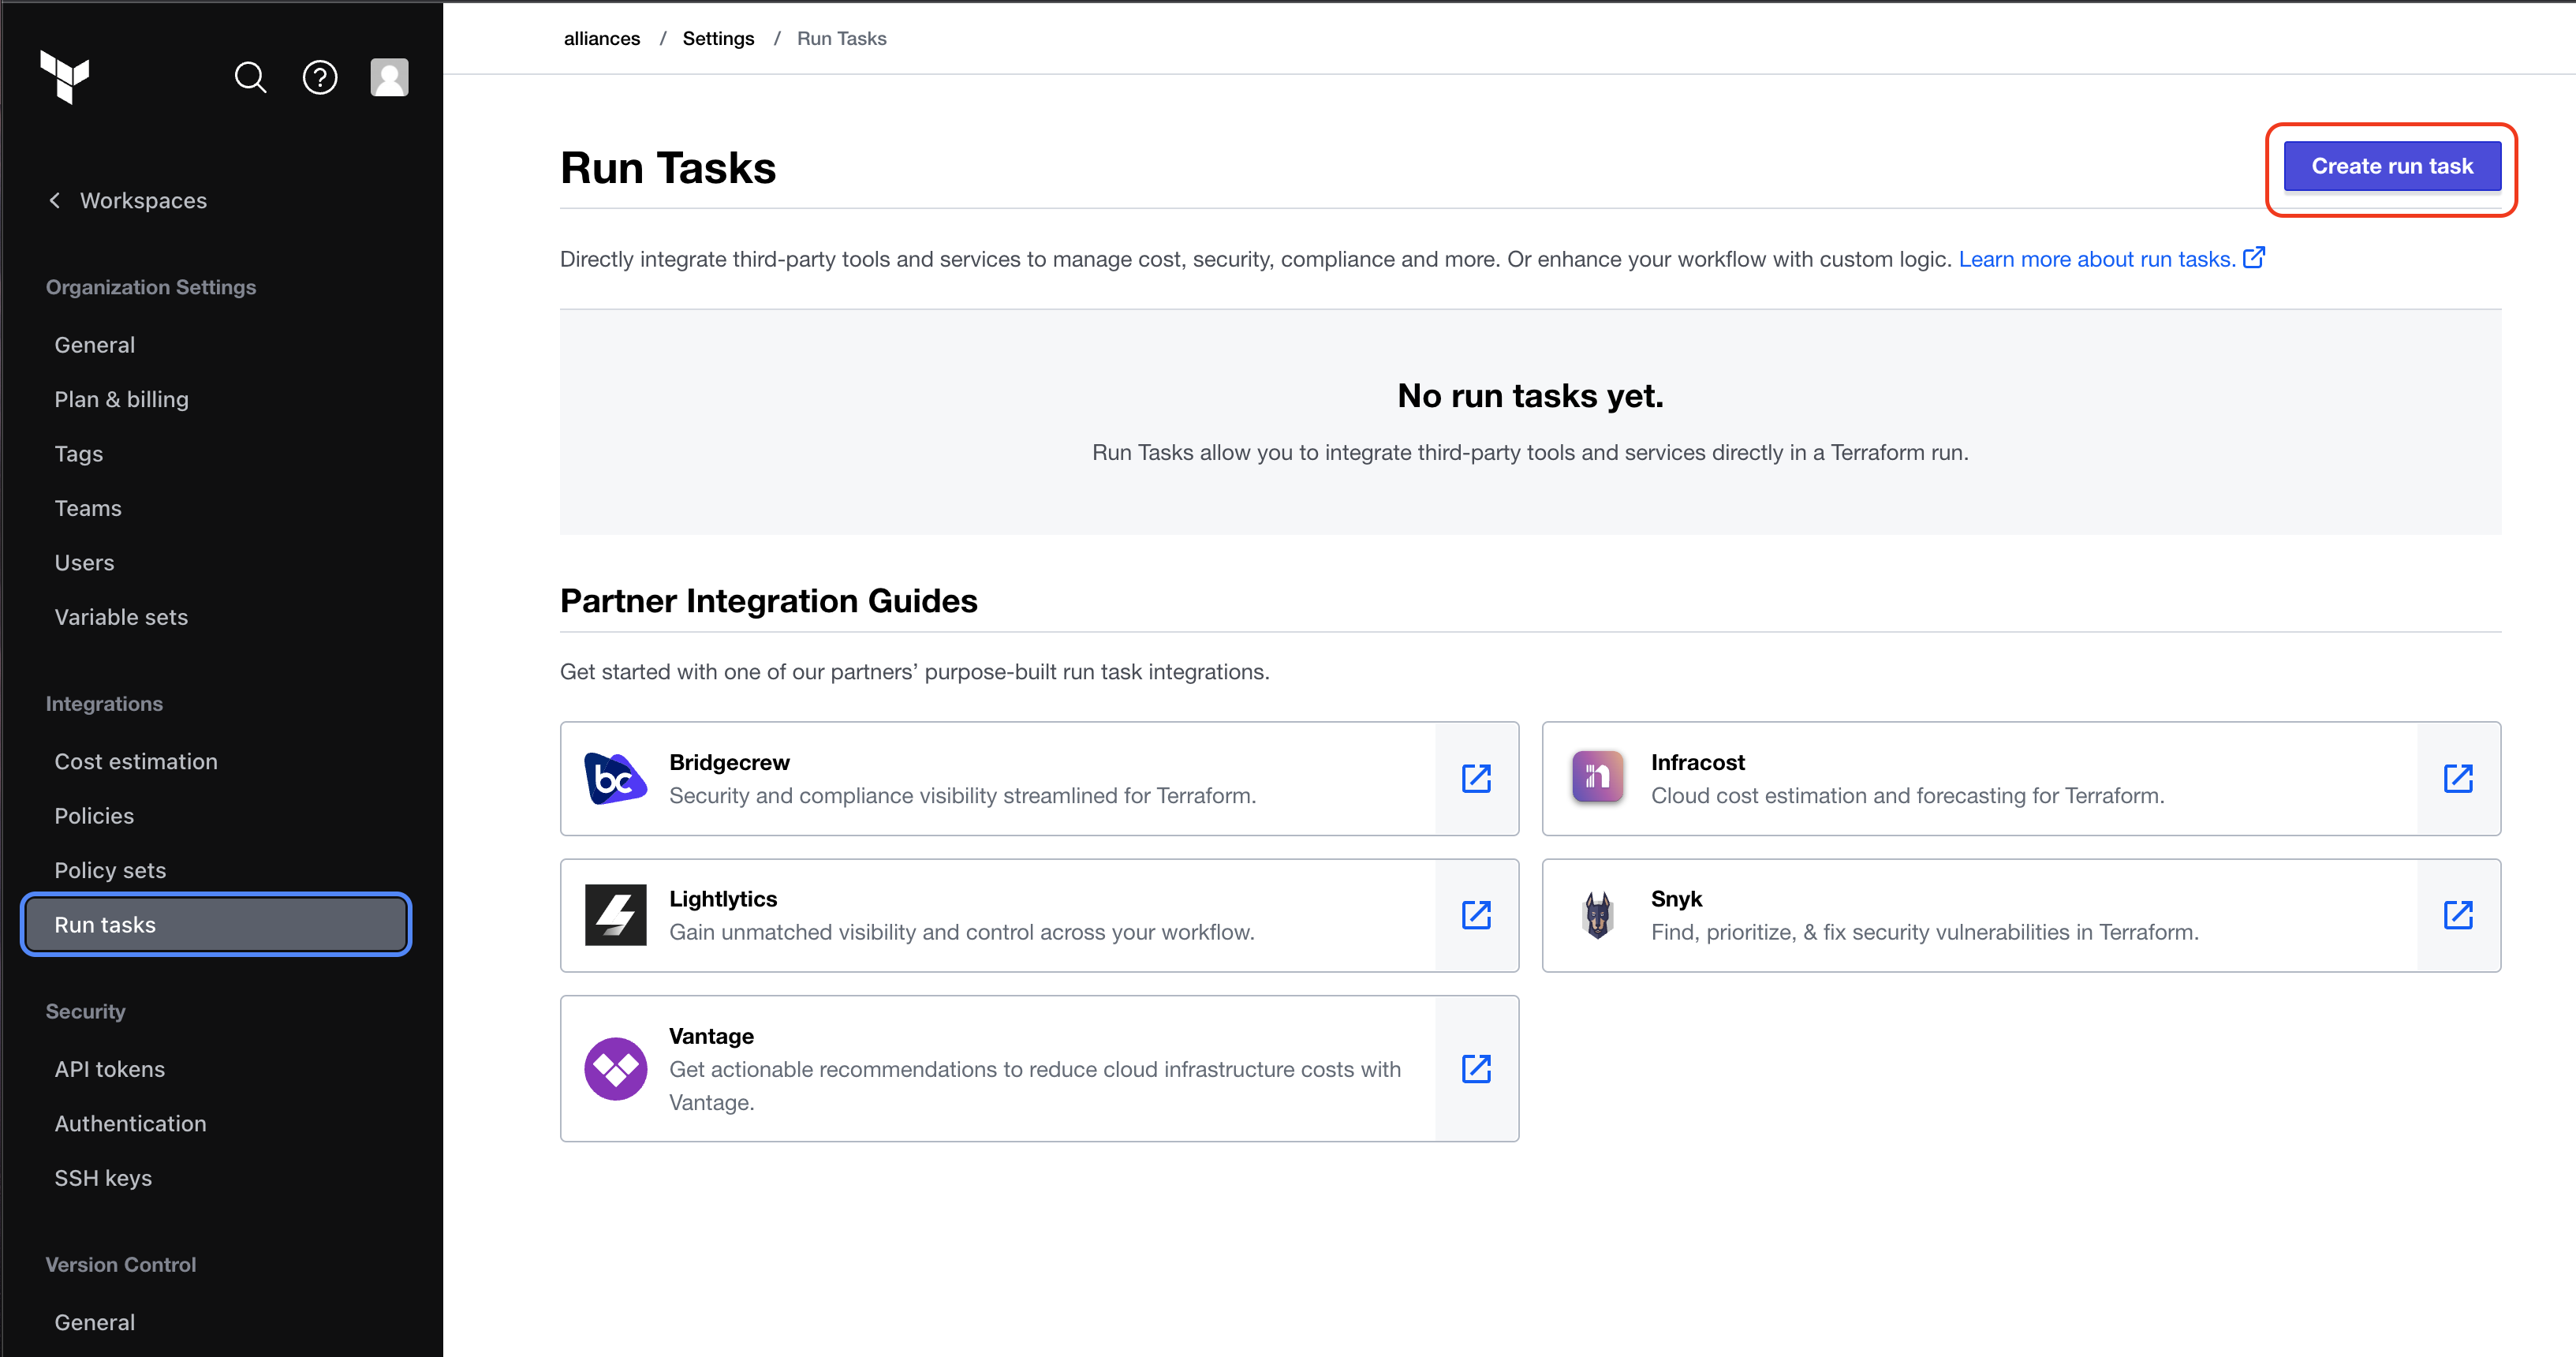 alliances / Settings / Run Tasks
Workspaces
Organization Settings
General
Plan & billing
Tags
Teams
Users
Variable sets
Integrations
Cost estimation
Policies
Policy sets
Run tasks
Security
API tokens
Authentication
SSH keys
Version Control
General
Run Tasks
Create run task
Directly integrate third-party tools and services to manage cost, security, compliance and more. Or enhance your workflow with custom logic. Learn more about run tasks.
No run tasks yet.
Run Tasks allow you to integrate third-party tools and services directly in a Terraform run.
Partner Integration Guides
Get started with one of our partners’ purpose-built run task integrations.
bc
Bridgecrew
Security and compliance visibility streamlined for Terraform.
Infracost
Cloud cost estimation and forecasting for Terraform.
Lightlytics
Gain unmatched visibility and control across your workflow.
Snyk
Find, prioritize, & fix security vulnerabilities in Terraform.
Vantage
Get actionable recommendations to reduce cloud infrastructure costs with
Vantage.